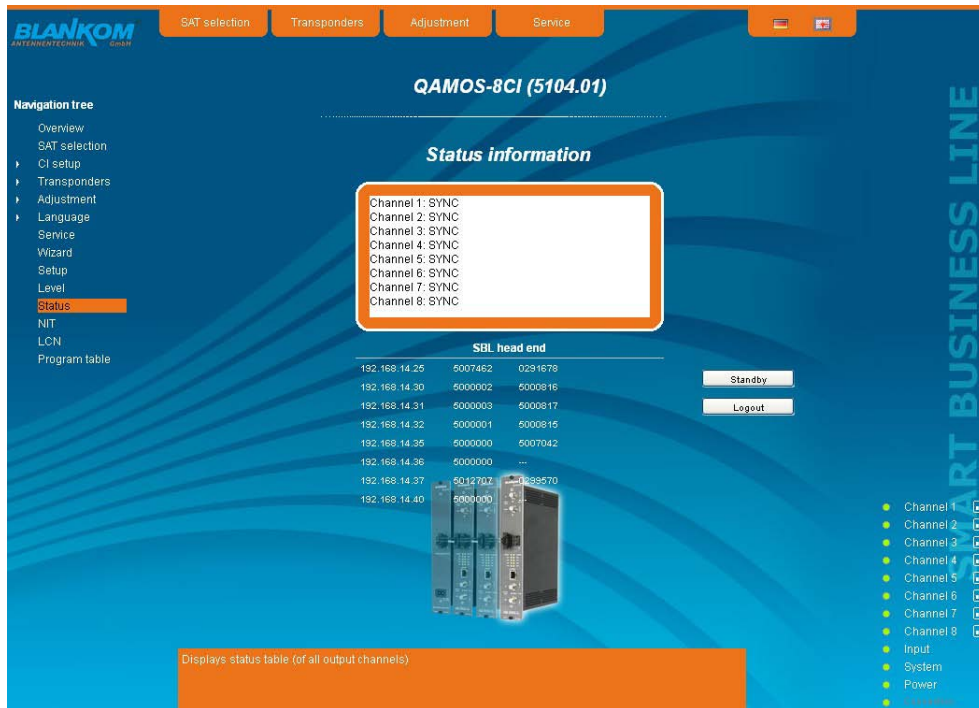 BLANKOM
ANTENNENTECHNIK GmbH
SAT selection
Transponders
Adjustment
Service
QAMOS-8CI (5104.01)
Navigation tree
Overview
SAT selection
CI setup
Transponders
Adjustment
Language
Service
Wizard
Setup
Level
Status
NIT
LCN
Program table
Status information
Channel 1: SYNC
Channel 2: SYNC
Channel 3: SYNC
Channel 4: SYNC
Channel 5: SYNC
Channel 6: SYNC
Channel 7: SYNC
Channel 8: SYNC
SBL head end
192.168.14.25 5007462 0291678
192.168.14.30 5000002 5000816
192.168.14.31 5000003 5000817
192.168.14.32 5000001 5000815
192.168.14.35 5000000 5007042
192.168.14.36 5000000 ---
192.168.14.37 5012707 0299570
192.168.14.40 5000000
Standby
Logout
SMART BUSINESS LINE
Channel 1
Channel 2
Channel 3
Channel 4
Channel 5
Channel 6
Channel 7
Channel 8
Input
System
Power
Displays status table (of all output channels)